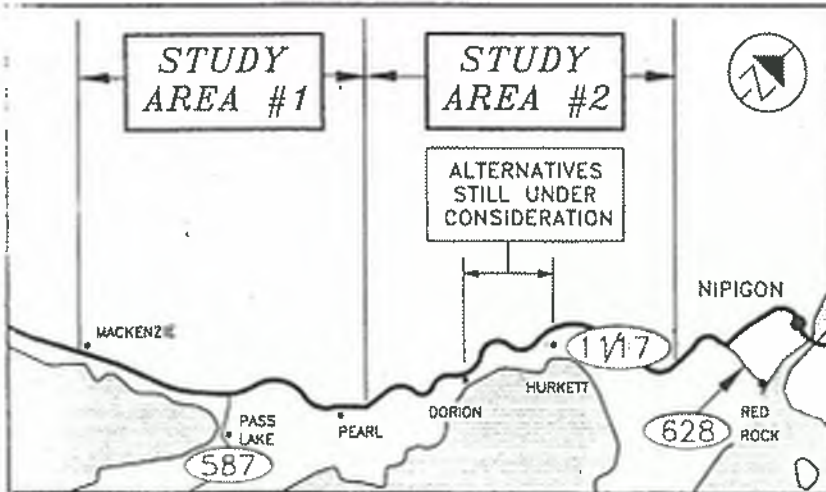 STUDY
AREA #1
STUDY
AREA #2
N
ALTERNATIVES
STILL UNDER
CONSIDERATION
NIPIGON
MACKENZIE
11/17
HURKETT
DORION
PEARL
PASS
LAKE
587
628
RED
ROCK